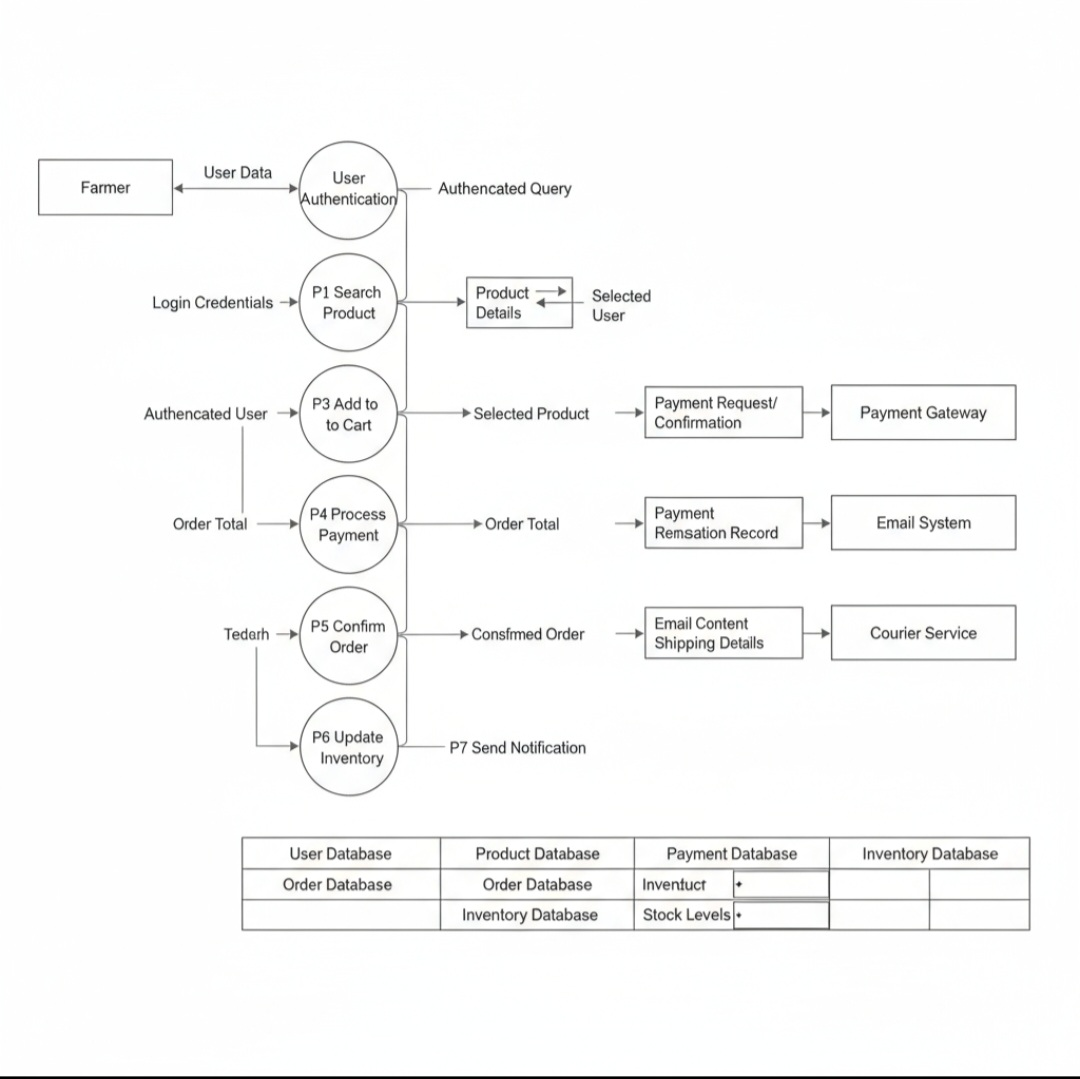 Farmer
User Data
User
Authentication
Authencated Query
Login Credentials
P1 Search
Product
Product
Details
Selected
User
Authencated User
P3 Add to
to Cart
Selected Product
Payment Request/
Confirmation
Payment Gateway
Order Total
P4 Process
Payment
Order Total
Payment
Remsation Record
Email System
Tedarh
P5 Confirm
Order
Consfmed Order
Email Content
Shipping Details
Courier Service
P6 Update
Inventory
P7 Send Notification
User Database
Product Database
Payment Database
Inventory Database
Order Database
Order Database
Invenfuct
Inventory Database
Stock Levels